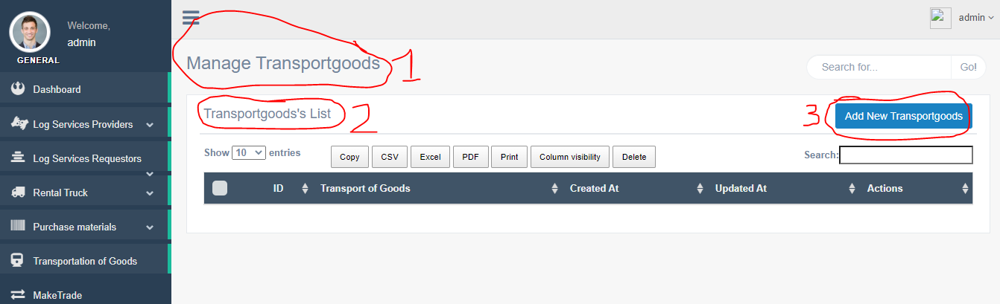 Welcome,
admin
GENERAL
Dashboard
Log Services Providers
Log Services Requestors
Rental Truck
Purchase materials
Transportation of Goods
MakeTrade
admin
Manage Transportgoods 1
Search for... Go!
Transportgoods's List 2
3 Add New Transportgoods
Show 10 entries Copy CSV Excel PDF Print Column visibility Delete Search:
ID Transport of Goods Created At Updated At Actions